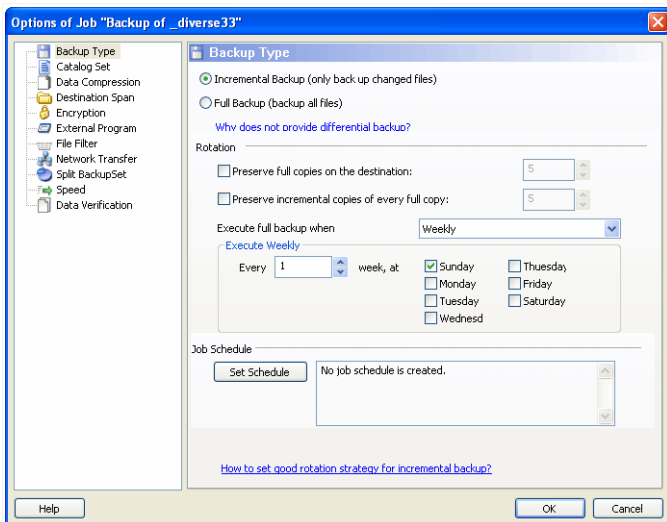 Options of Job "Backup of _diverse33"
Backup Type
Catalog Set
Data Compression
Destination Span
Encryption
External Program
File Filter
Network Transfer
Split BackupSet
Speed
Data Verification
Backup Type
Incremental Backup (only back up changed files)
Full Backup (backup all files)
Why does not provide differential backup?
Rotation
Preserve full copies on the destination: 5
Preserve incremental copies of every full copy: 5
Execute full backup when Weekly
Execute Weekly
Every 1 week, at Sunday Thuesday
Monday Friday
Tuesday Saturday
Wednesd
Job Schedule
Set Schedule No job schedule is created.
How to set good rotation strategy for incremental backup?
Help OK Cancel